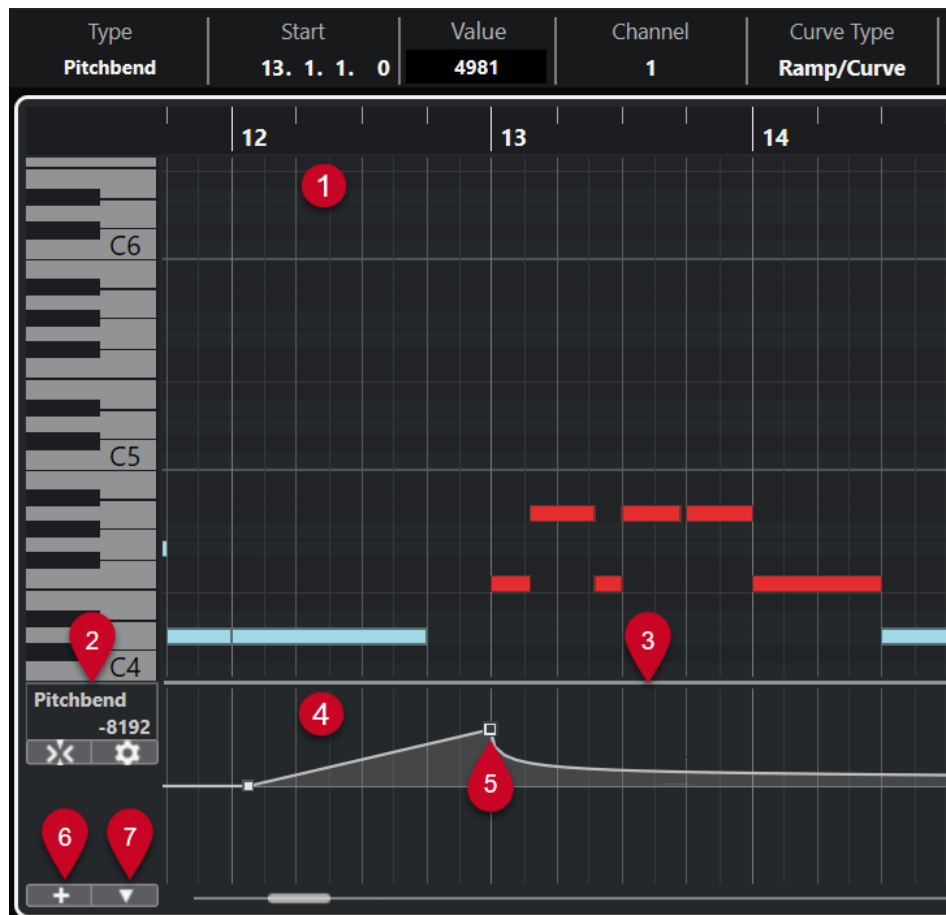 Type Start Value Channel Curve Type
Pitchbend 13. 1. 1. 0 4981 1 Ramp/Curve
12 13 14
1
C6
C5
2 3
C4
Pitchbend
-8192
4
5
6 7